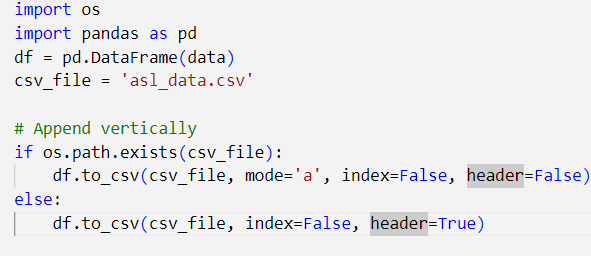 import os
import pandas as pd
df = pd.DataFrame(data)
csv_file = 'asl_data.csv'

# Append vertically
if os.path.exists(csv_file):
    df.to_csv(csv_file, mode='a', index=False, header=False)
else:
    df.to_csv(csv_file, index=False, header=True)